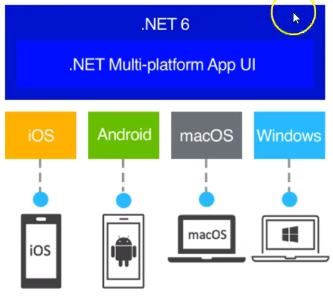 .NET 6
.NET Multi-platform App UI
iOS
Android
macOS
Windows
iOS
macOS